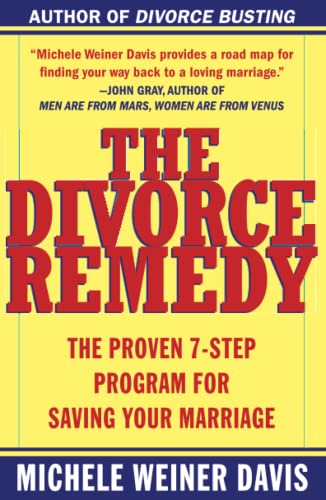 AUTHOR OF DIVORCE BUSTING
“Michele Weiner Davis provides a road map for
finding your way back to a loving marriage.”
—JOHN GRAY, AUTHOR OF
MEN ARE FROM MARS, WOMEN ARE FROM VENUS
THE
DIVORCE
REMEDY
THE PROVEN 7-STEP
PROGRAM FOR
SAVING YOUR MARRIAGE
MICHELE WEINER DAVIS